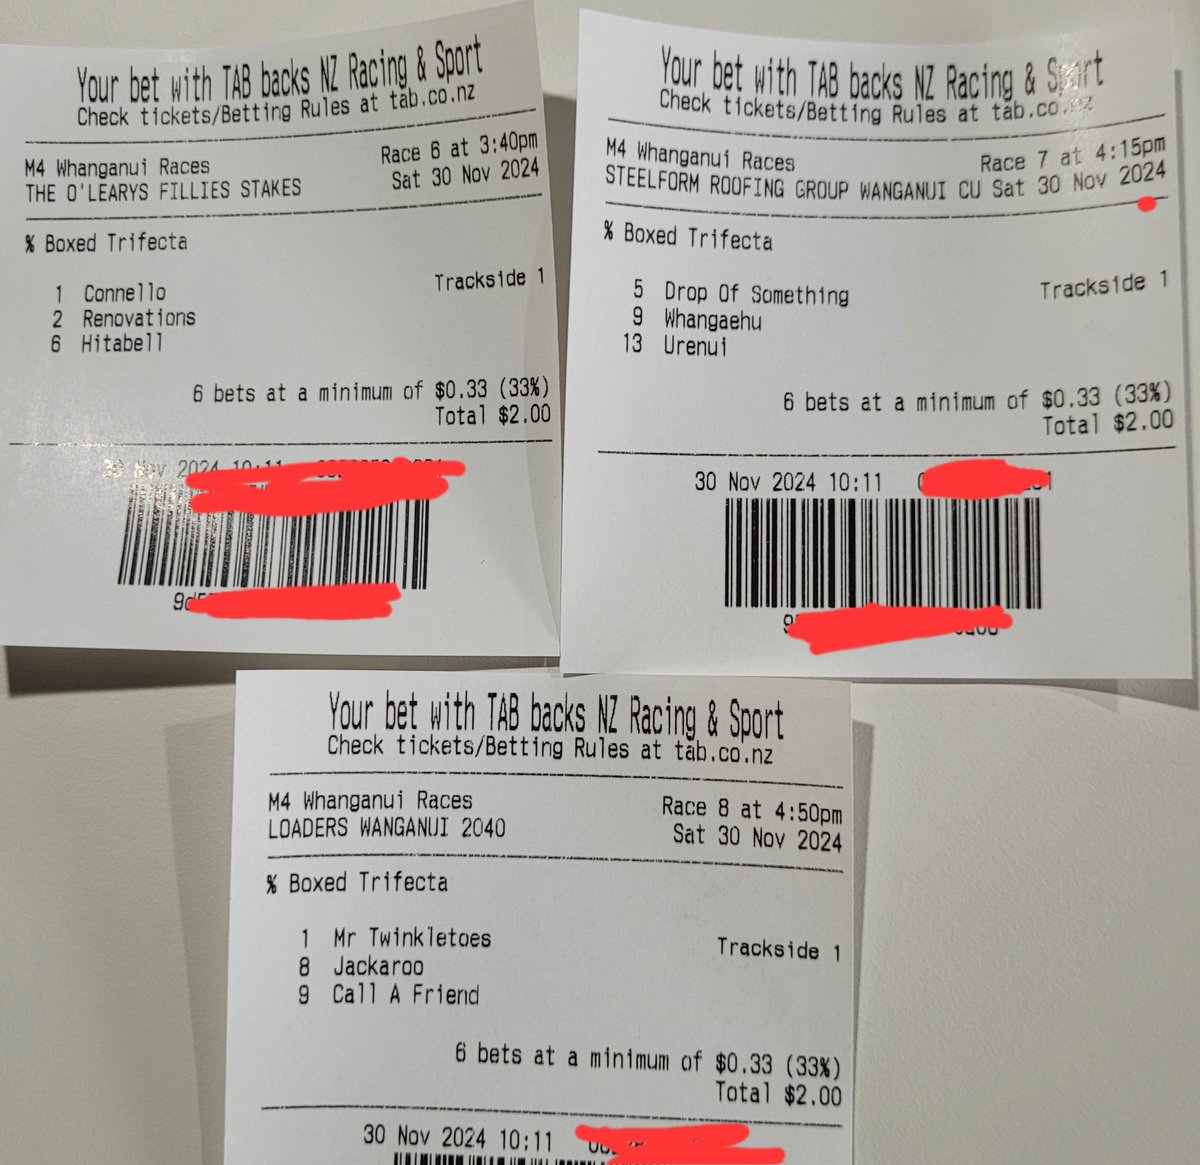 Your bet with TAB backs NZ Racing & Sport
Check tickets/Betting Rules at tab.co.nz
M4 Whanganui Races Race 6 at 3:40pm
THE O'LEARYS FILLIES STAKES Sat 30 Nov 2024
% Boxed Trifecta
Trackside 1
1 Connello
2 Renovations
6 Hitabell
6 bets at a minimum of $0.33 (33%)
Total $2.00
30 Nov 2024 10:11
Your bet with TAB backs NZ Racing & Sport
Check tickets/Betting Rules at tab.co.nz
M4 Whanganui Races Race 7 at 4:15pm
STEELFORM ROOFING GROUP WANGANUI CU Sat 30 Nov 2024
% Boxed Trifecta
Trackside 1
5 Drop Of Something
9 Whangaehu
13 Urenui
6 bets at a minimum of $0.33 (33%)
Total $2.00
30 Nov 2024 10:11
Your bet with TAB backs NZ Racing & Sport
Check tickets/Betting Rules at tab.co.nz
M4 Whanganui Races Race 8 at 4:50pm
LOADERS WANGANUI 2040 Sat 30 Nov 2024
% Boxed Trifecta
1 Mr Twinkletoes Trackside 1
8 Jackaroo
9 Call A Friend
6 bets at a minimum of $0.33 (33%)
Total $2.00
30 Nov 2024 10:11